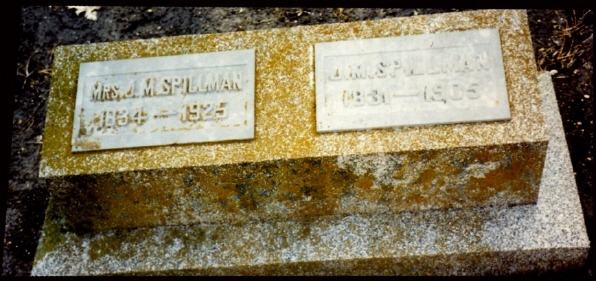 MRS. J. M. SPILLMAN
1834 — 1925
J. M. SPILLMAN
1831 — 1905